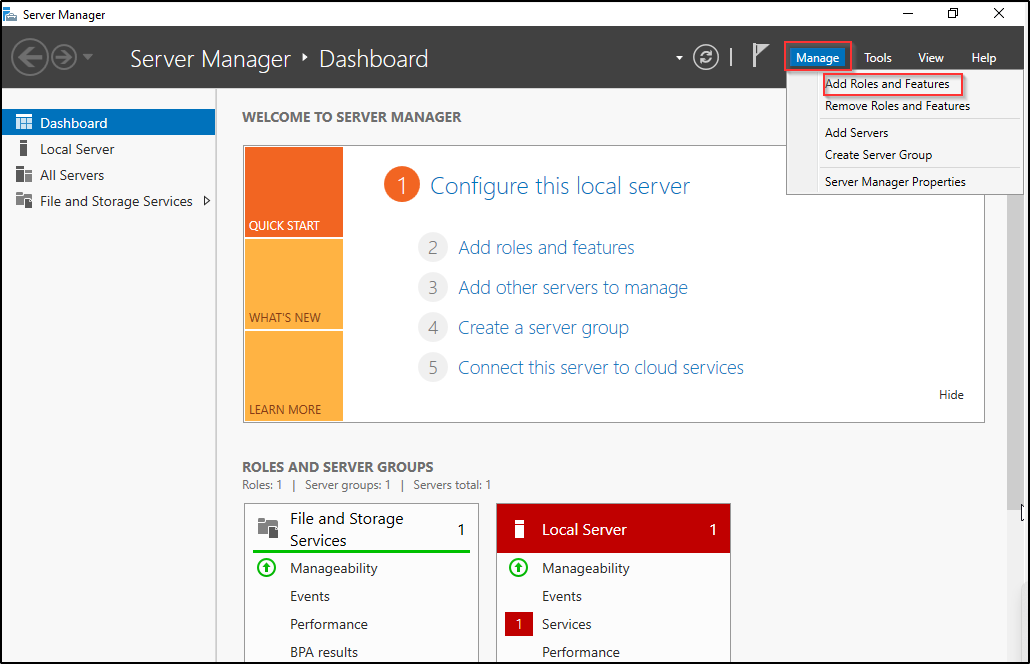 Server Manager
Server Manager ‣ Dashboard
Manage
Tools
View
Help
Add Roles and Features
Remove Roles and Features
Add Servers
Create Server Group
Server Manager Properties
Dashboard
Local Server
All Servers
File and Storage Services
WELCOME TO SERVER MANAGER
QUICK START
WHAT'S NEW
LEARN MORE
1 Configure this local server
2 Add roles and features
3 Add other servers to manage
4 Create a server group
5 Connect this server to cloud services
Hide
ROLES AND SERVER GROUPS
Roles: 1 | Server groups: 1 | Servers total: 1
File and Storage
Services
1
Manageability
Events
Performance
BPA results
Local Server 1
Manageability
Events
1 Services
Performance